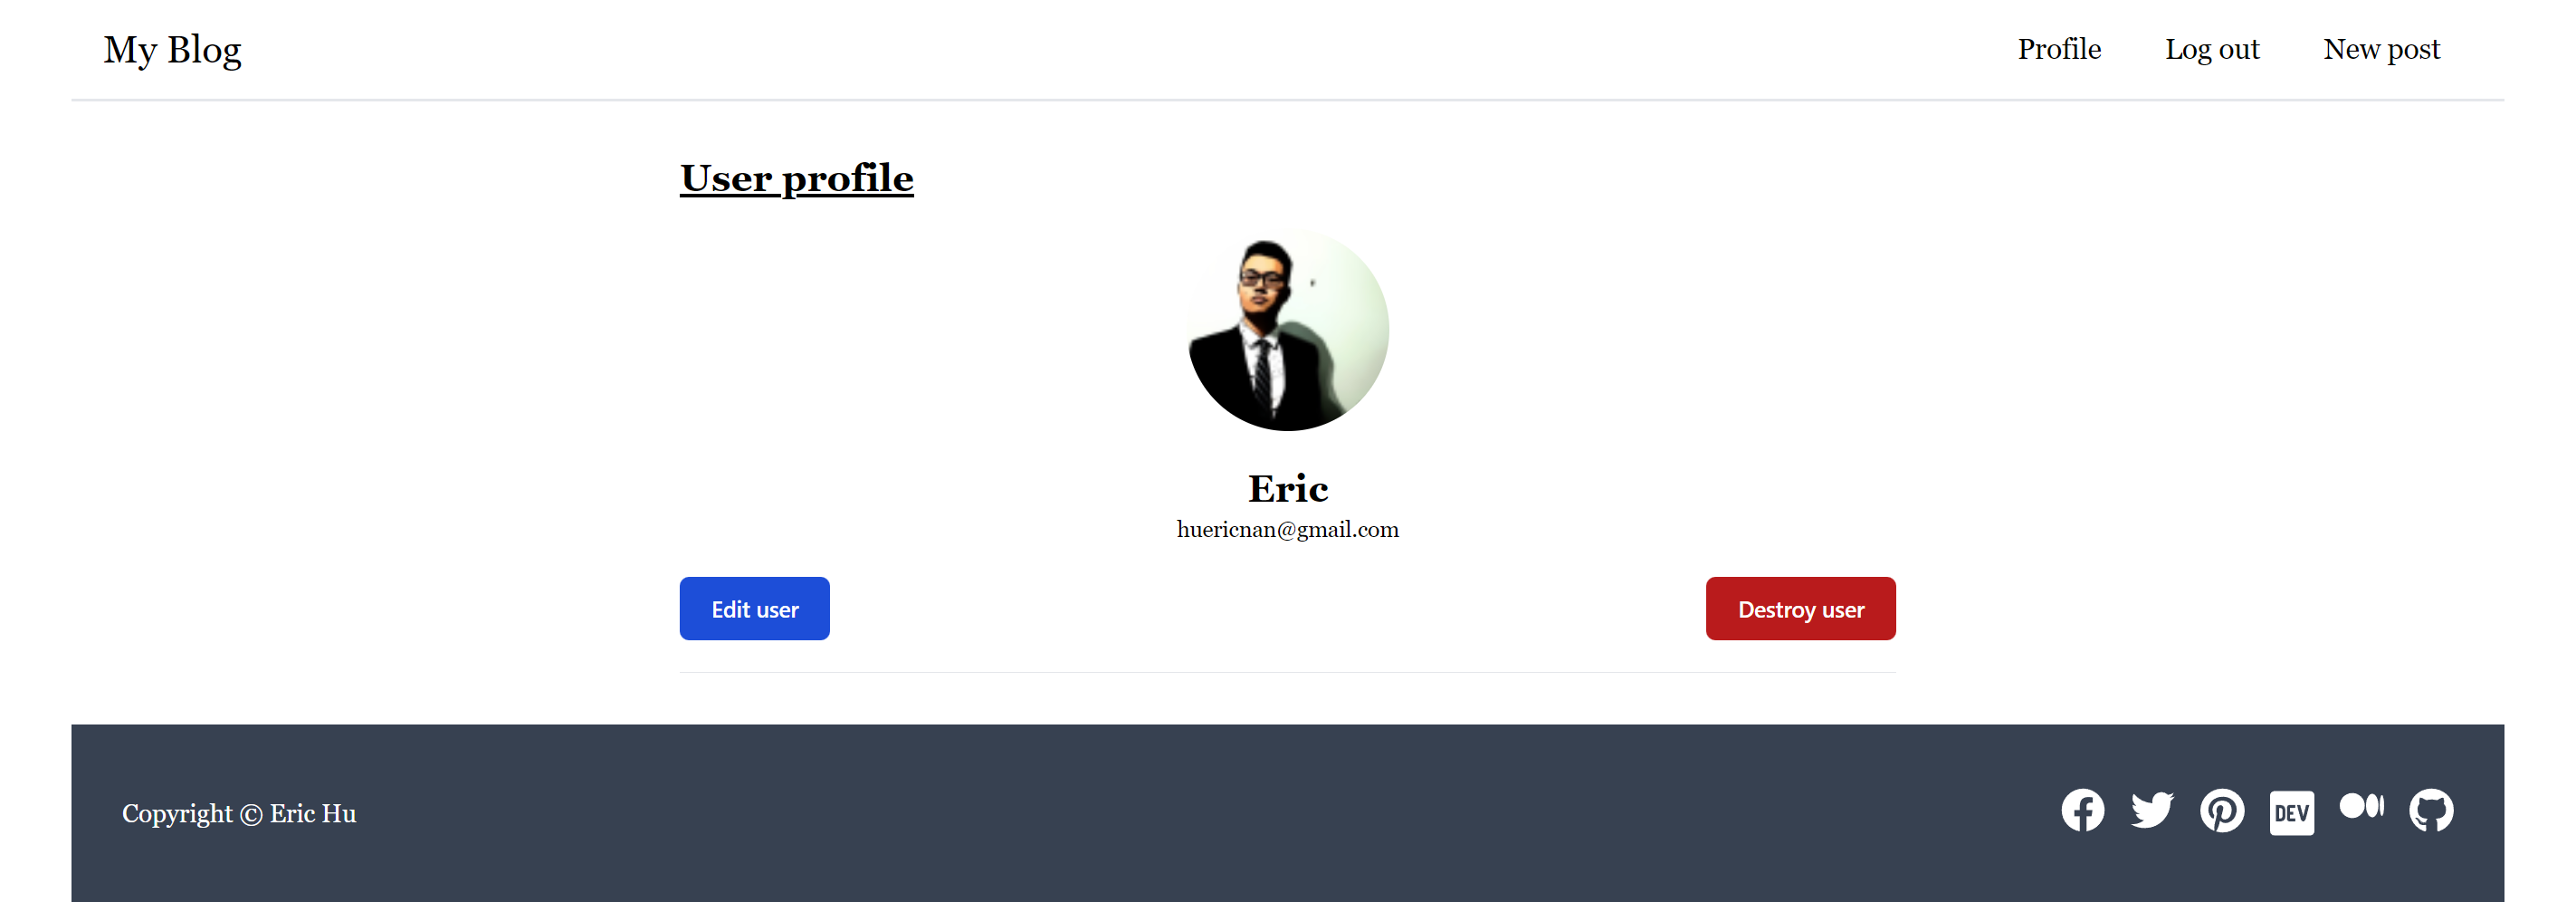 My Blog
Profile Log out New post
User profile
Eric
huericnan@gmail.com
Edit user Destroy user
Copyright © Eric Hu
DEV